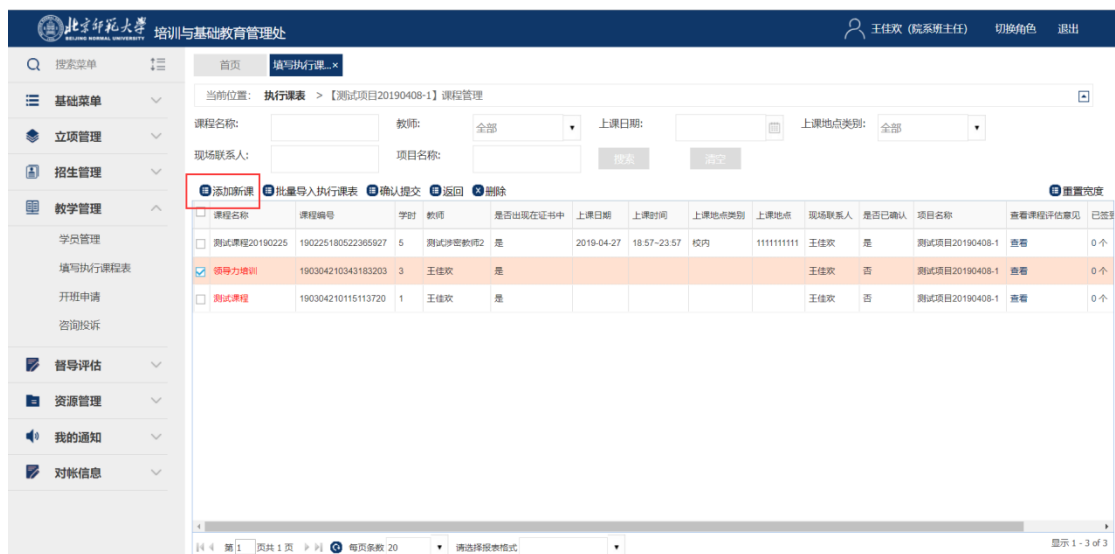 北京师范大学 培训与基础教育管理处 王佳欢 (院系班主任) 切换角色 退出
BEIJING NORMAL UNIVERSITY
搜索菜单 首页 填写执行课...×
基础菜单
立项管理
招生管理
教学管理
学员管理
填写执行课程表
开班申请
咨询投诉
督导评估
资源管理
我的通知
对帐信息
当前位置: 执行课表 > 【测试项目20190408-1】课程管理
课程名称: 教师: 全部 上课日期: 上课地点类别: 全部
现场联系人: 项目名称: 搜索 清空
添加新课 批量导入执行课表 确认提交 返回 删除 重置宽度
课程名称 课程编号 学时 教师 是否出现在证书中 上课日期 上课时间 上课地点类别 上课地点 现场联系人 是否已确认 项目名称 查看课程评估意见 已签到
测试课程20190225 190225180522365927 5 测试涉密教师2 是 2019-04-27 18:57~23:57 校内 1111111111 王佳欢 是 测试项目20190408-1 查看 0个
领导力培训 190304210343183203 3 王佳欢 是 王佳欢 否 测试项目20190408-1 查看 0个
测试课程 190304210115113720 1 王佳欢 是 王佳欢 否 测试项目20190408-1 查看 0个
第 1 页共 1 页 每页条数 20 请选择报表格式 显示 1 - 3 of 3